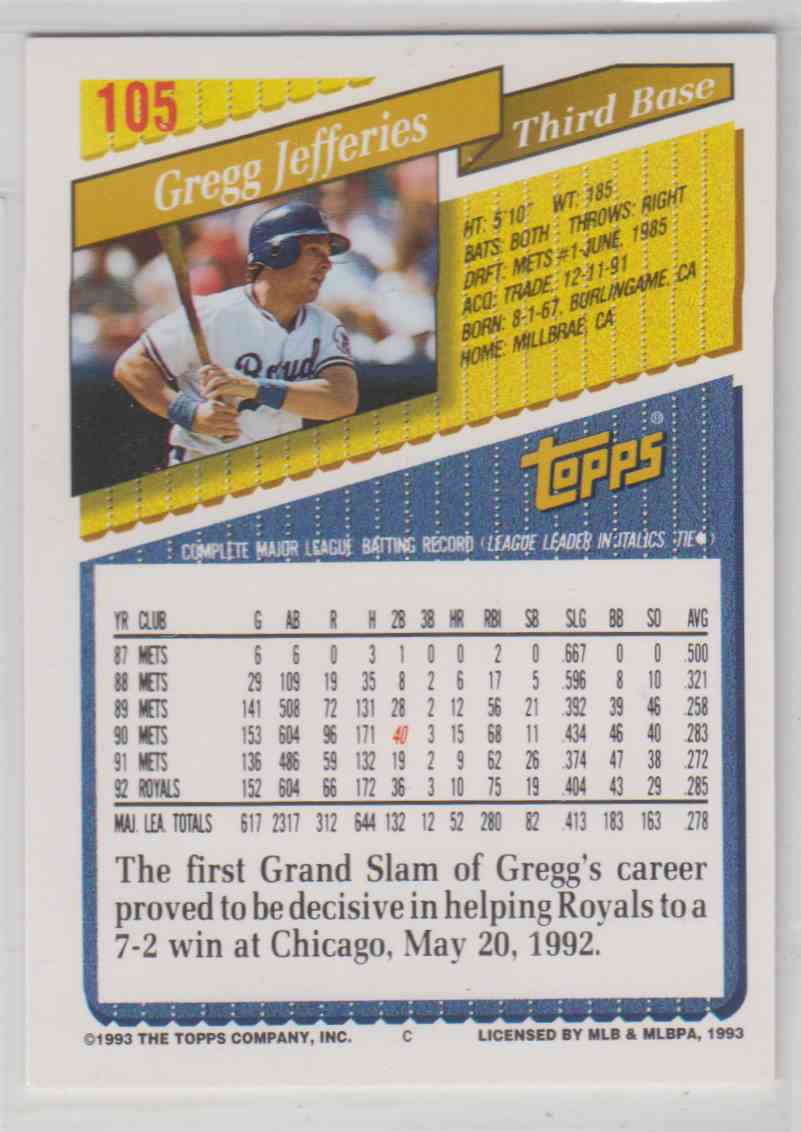 105
Gregg Jefferies
Third Base
HT: 5'10" WT: 185
BATS: BOTH THROWS: RIGHT
DRFT: METS #1-JUNE, 1985
ACQ: TRADE, 12-11-91
BORN: 8-1-67, BURLINGAME, CA
HOME: MILLBRAE, CA
Royal
topps®
COMPLETE MAJOR LEAGUE BATTING RECORD (LEAGUE LEADER IN ITALICS, TIE◆)
YR CLUB G AB R H 2B 3B HR RBI SB SLG BB SO AVG
87 METS 6 6 0 3 1 0 0 2 0 .667 0 0 .500
88 METS 29 109 19 35 8 2 6 17 5 .596 8 10 .321
89 METS 141 508 72 131 28 2 12 56 21 .392 39 46 .258
90 METS 153 604 96 171 40 3 15 68 11 .434 46 40 .283
91 METS 136 486 59 132 19 2 9 62 26 .374 47 38 .272
92 ROYALS 152 604 66 172 36 3 10 75 19 .404 43 29 .285
MAJ. LEA. TOTALS 617 2317 312 644 132 12 52 280 82 .413 183 163 .278
The first Grand Slam of Gregg's career
proved to be decisive in helping Royals to a
7-2 win at Chicago, May 20, 1992.
©1993 THE TOPPS COMPANY, INC. C LICENSED BY MLB & MLBPA, 1993